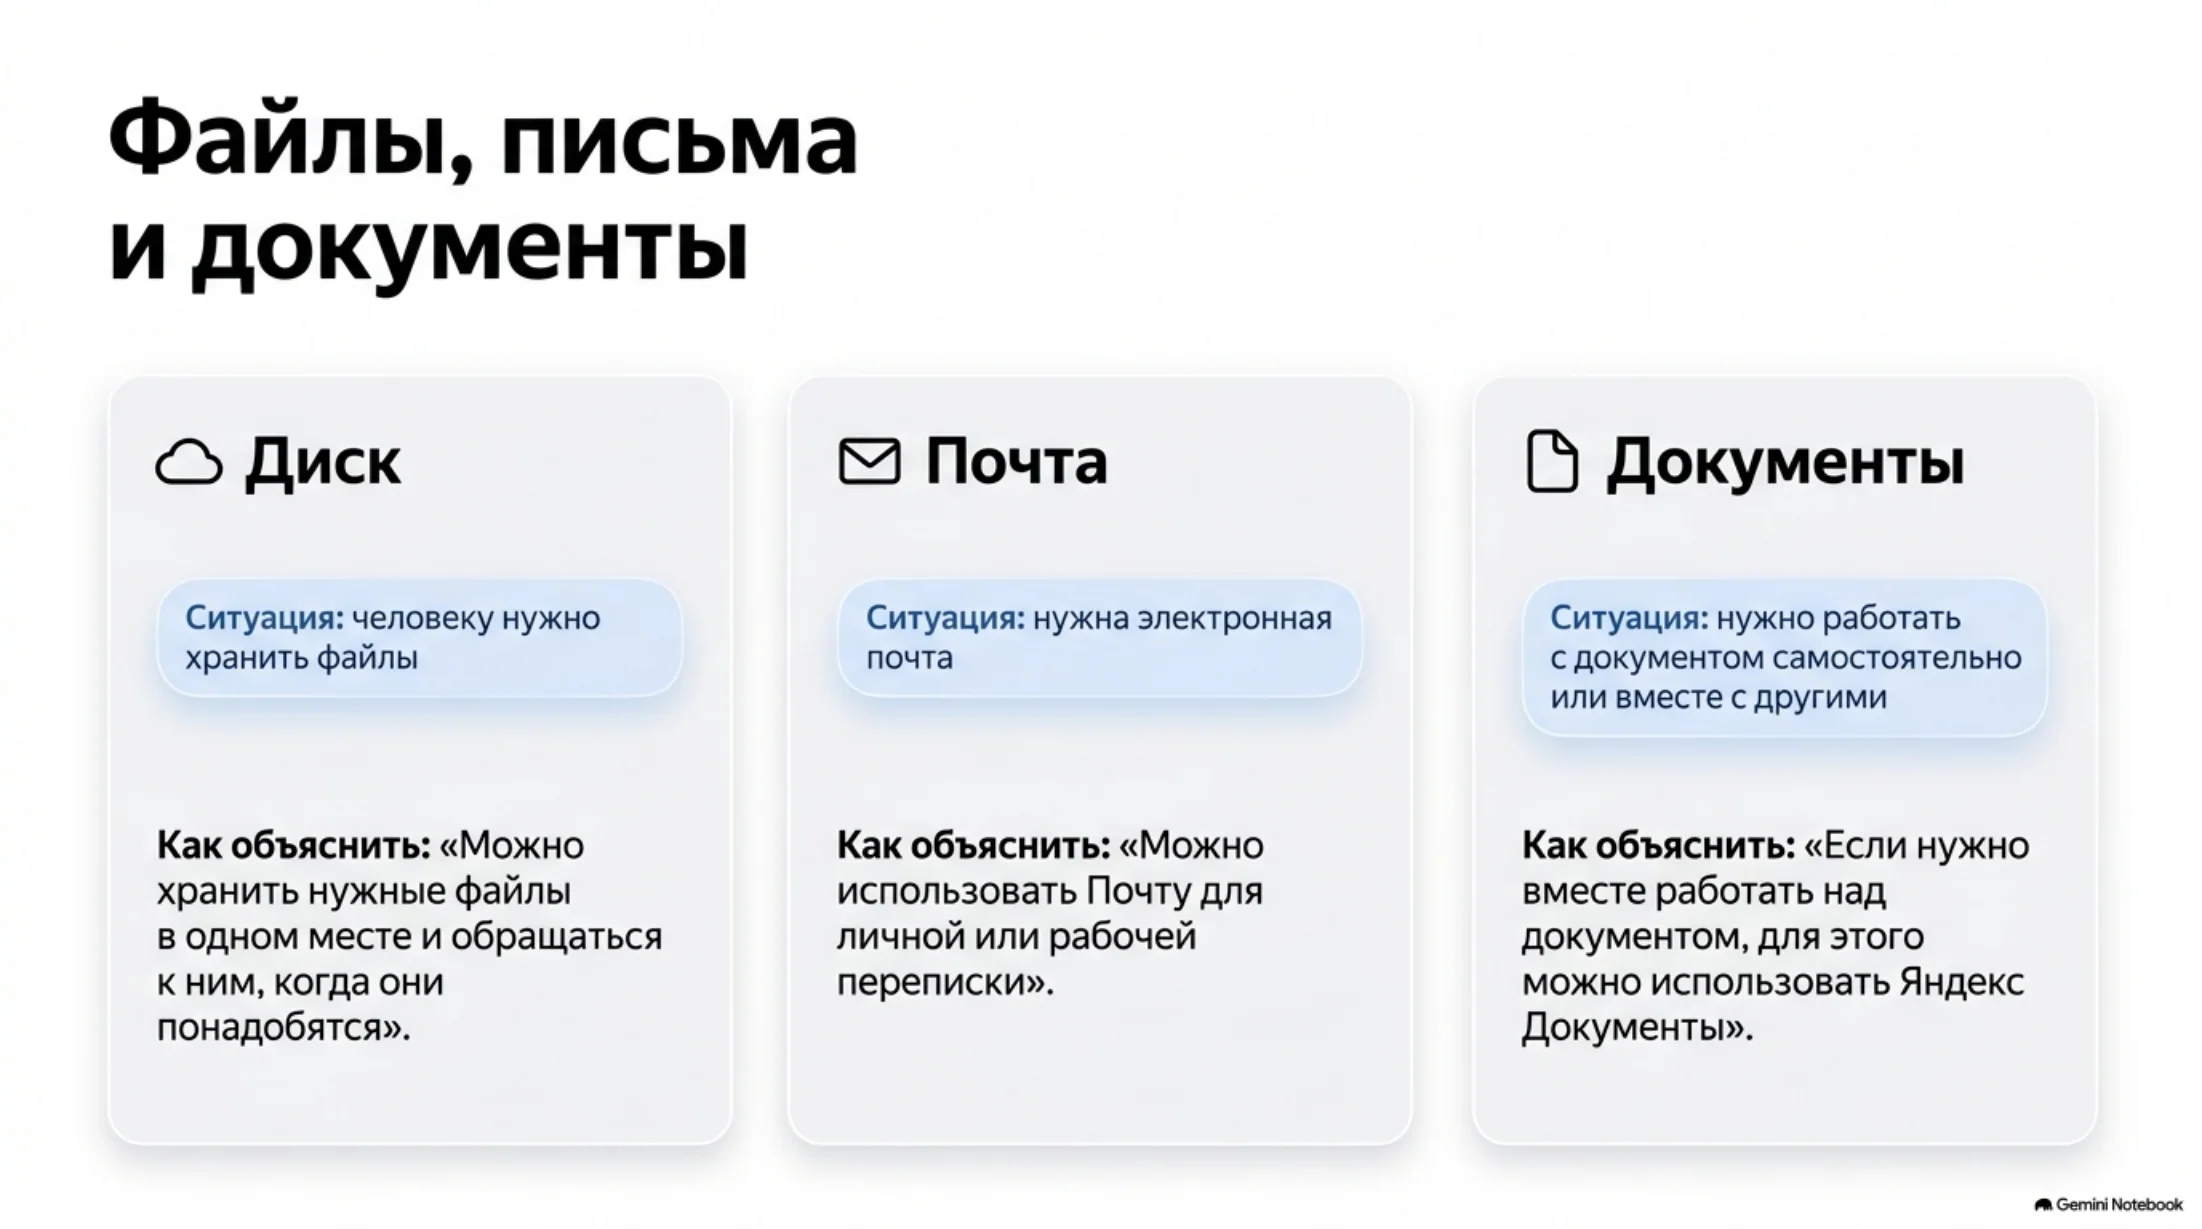 Файлы, письма
и документы
Диск
Ситуация: человеку нужно
хранить файлы
Как объяснить: «Можно
хранить нужные файлы
в одном месте и обращаться
к ним, когда они
понадобятся».
Почта
Ситуация: нужна электронная
почта
Как объяснить: «Можно
использовать Почту для
личной или рабочей
переписки».
Документы
Ситуация: нужно работать
с документом самостоятельно
или вместе с другими
Как объяснить: «Если нужно
вместе работать над
документом, для этого
можно использовать Яндекс
Документы».
Gemini Notebook